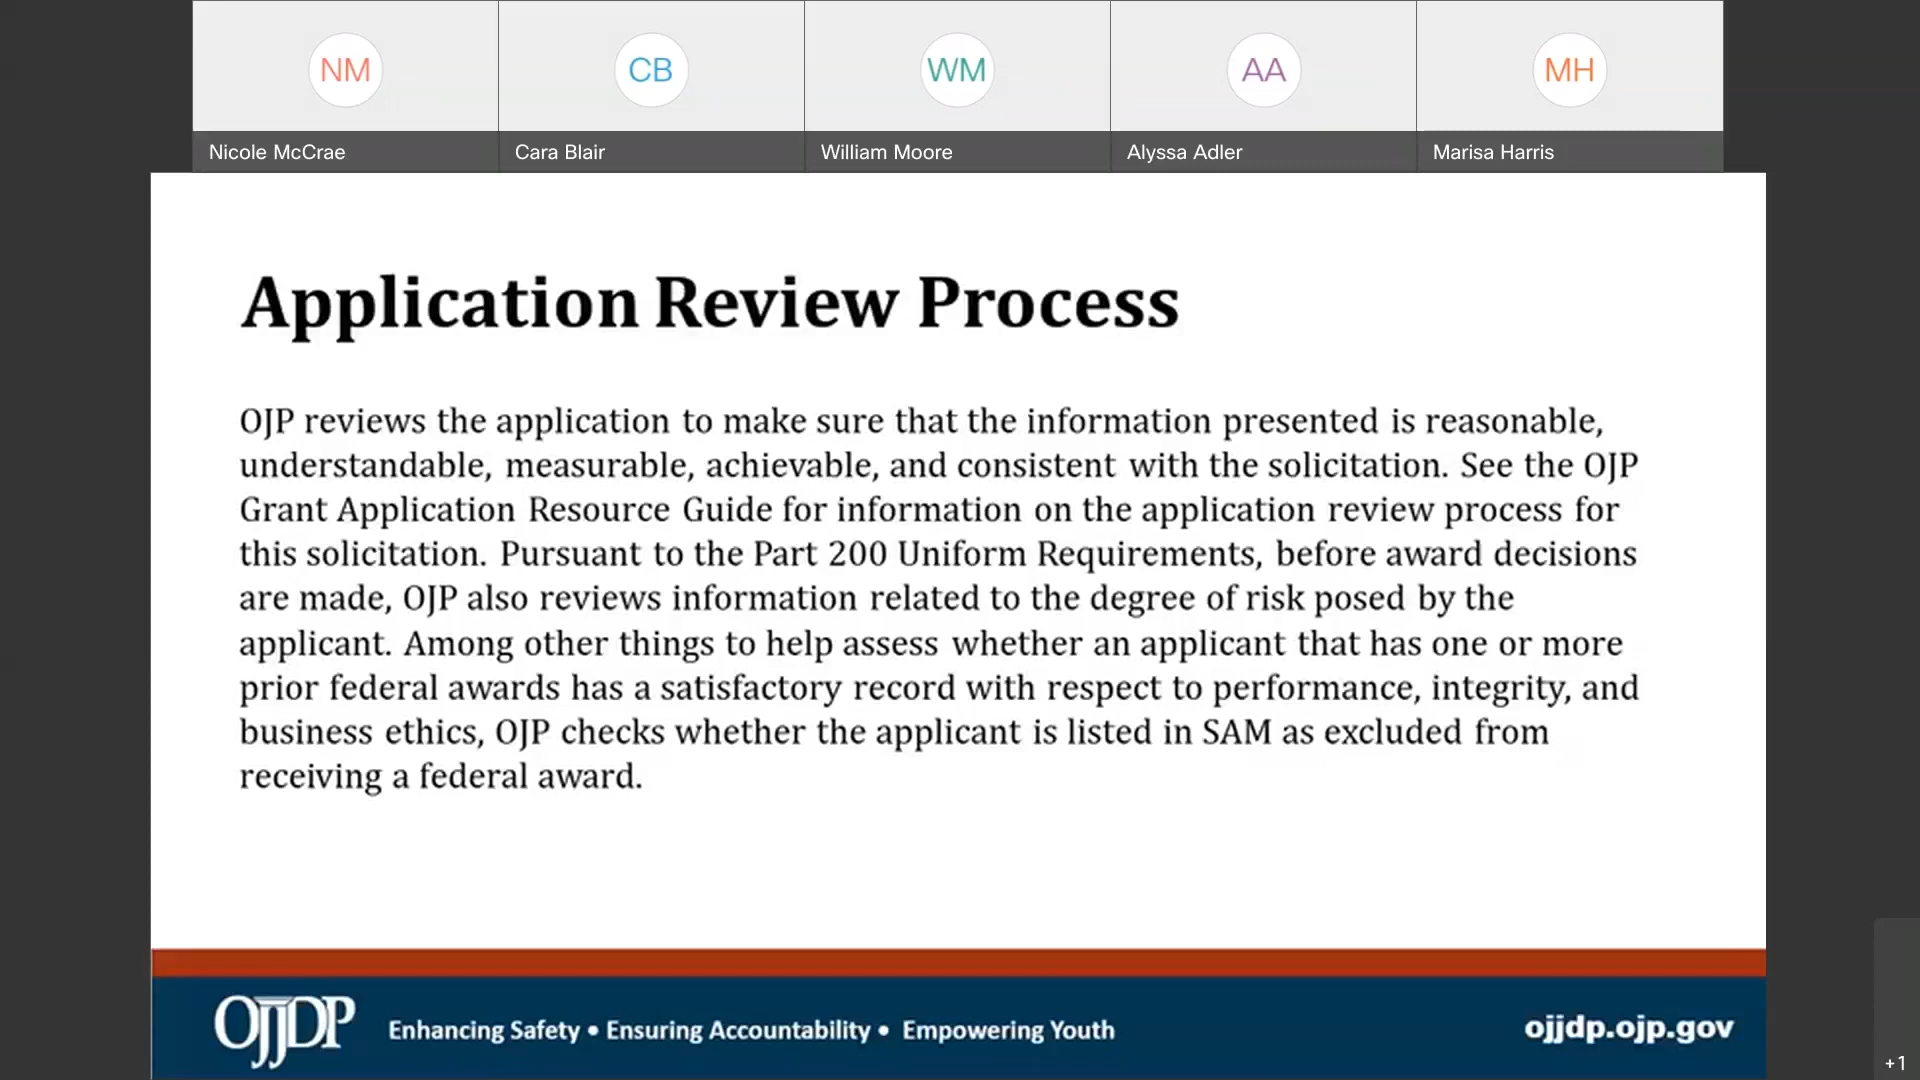 NM
CB
WM
AA
MH
Nicole McCrae
Cara Blair
William Moore
Alyssa Adler
Marisa Harris
Application Review Process
OJP reviews the application to make sure that the information presented is reasonable,
understandable, measurable, achievable, and consistent with the solicitation. See the OJP
Grant Application Resource Guide for information on the application review process for
this solicitation. Pursuant to the Part 200 Uniform Requirements, before award decisions
are made, OJP also reviews information related to the degree of risk posed by the
applicant. Among other things to help assess whether an applicant that has one or more
prior federal awards has a satisfactory record with respect to performance, integrity, and
business ethics, OJP checks whether the applicant is listed in SAM as excluded from
receiving a federal award.
OJJDP
Enhancing Safety • Ensuring Accountability • Empowering Youth
ojjdp.ojp.gov
+1